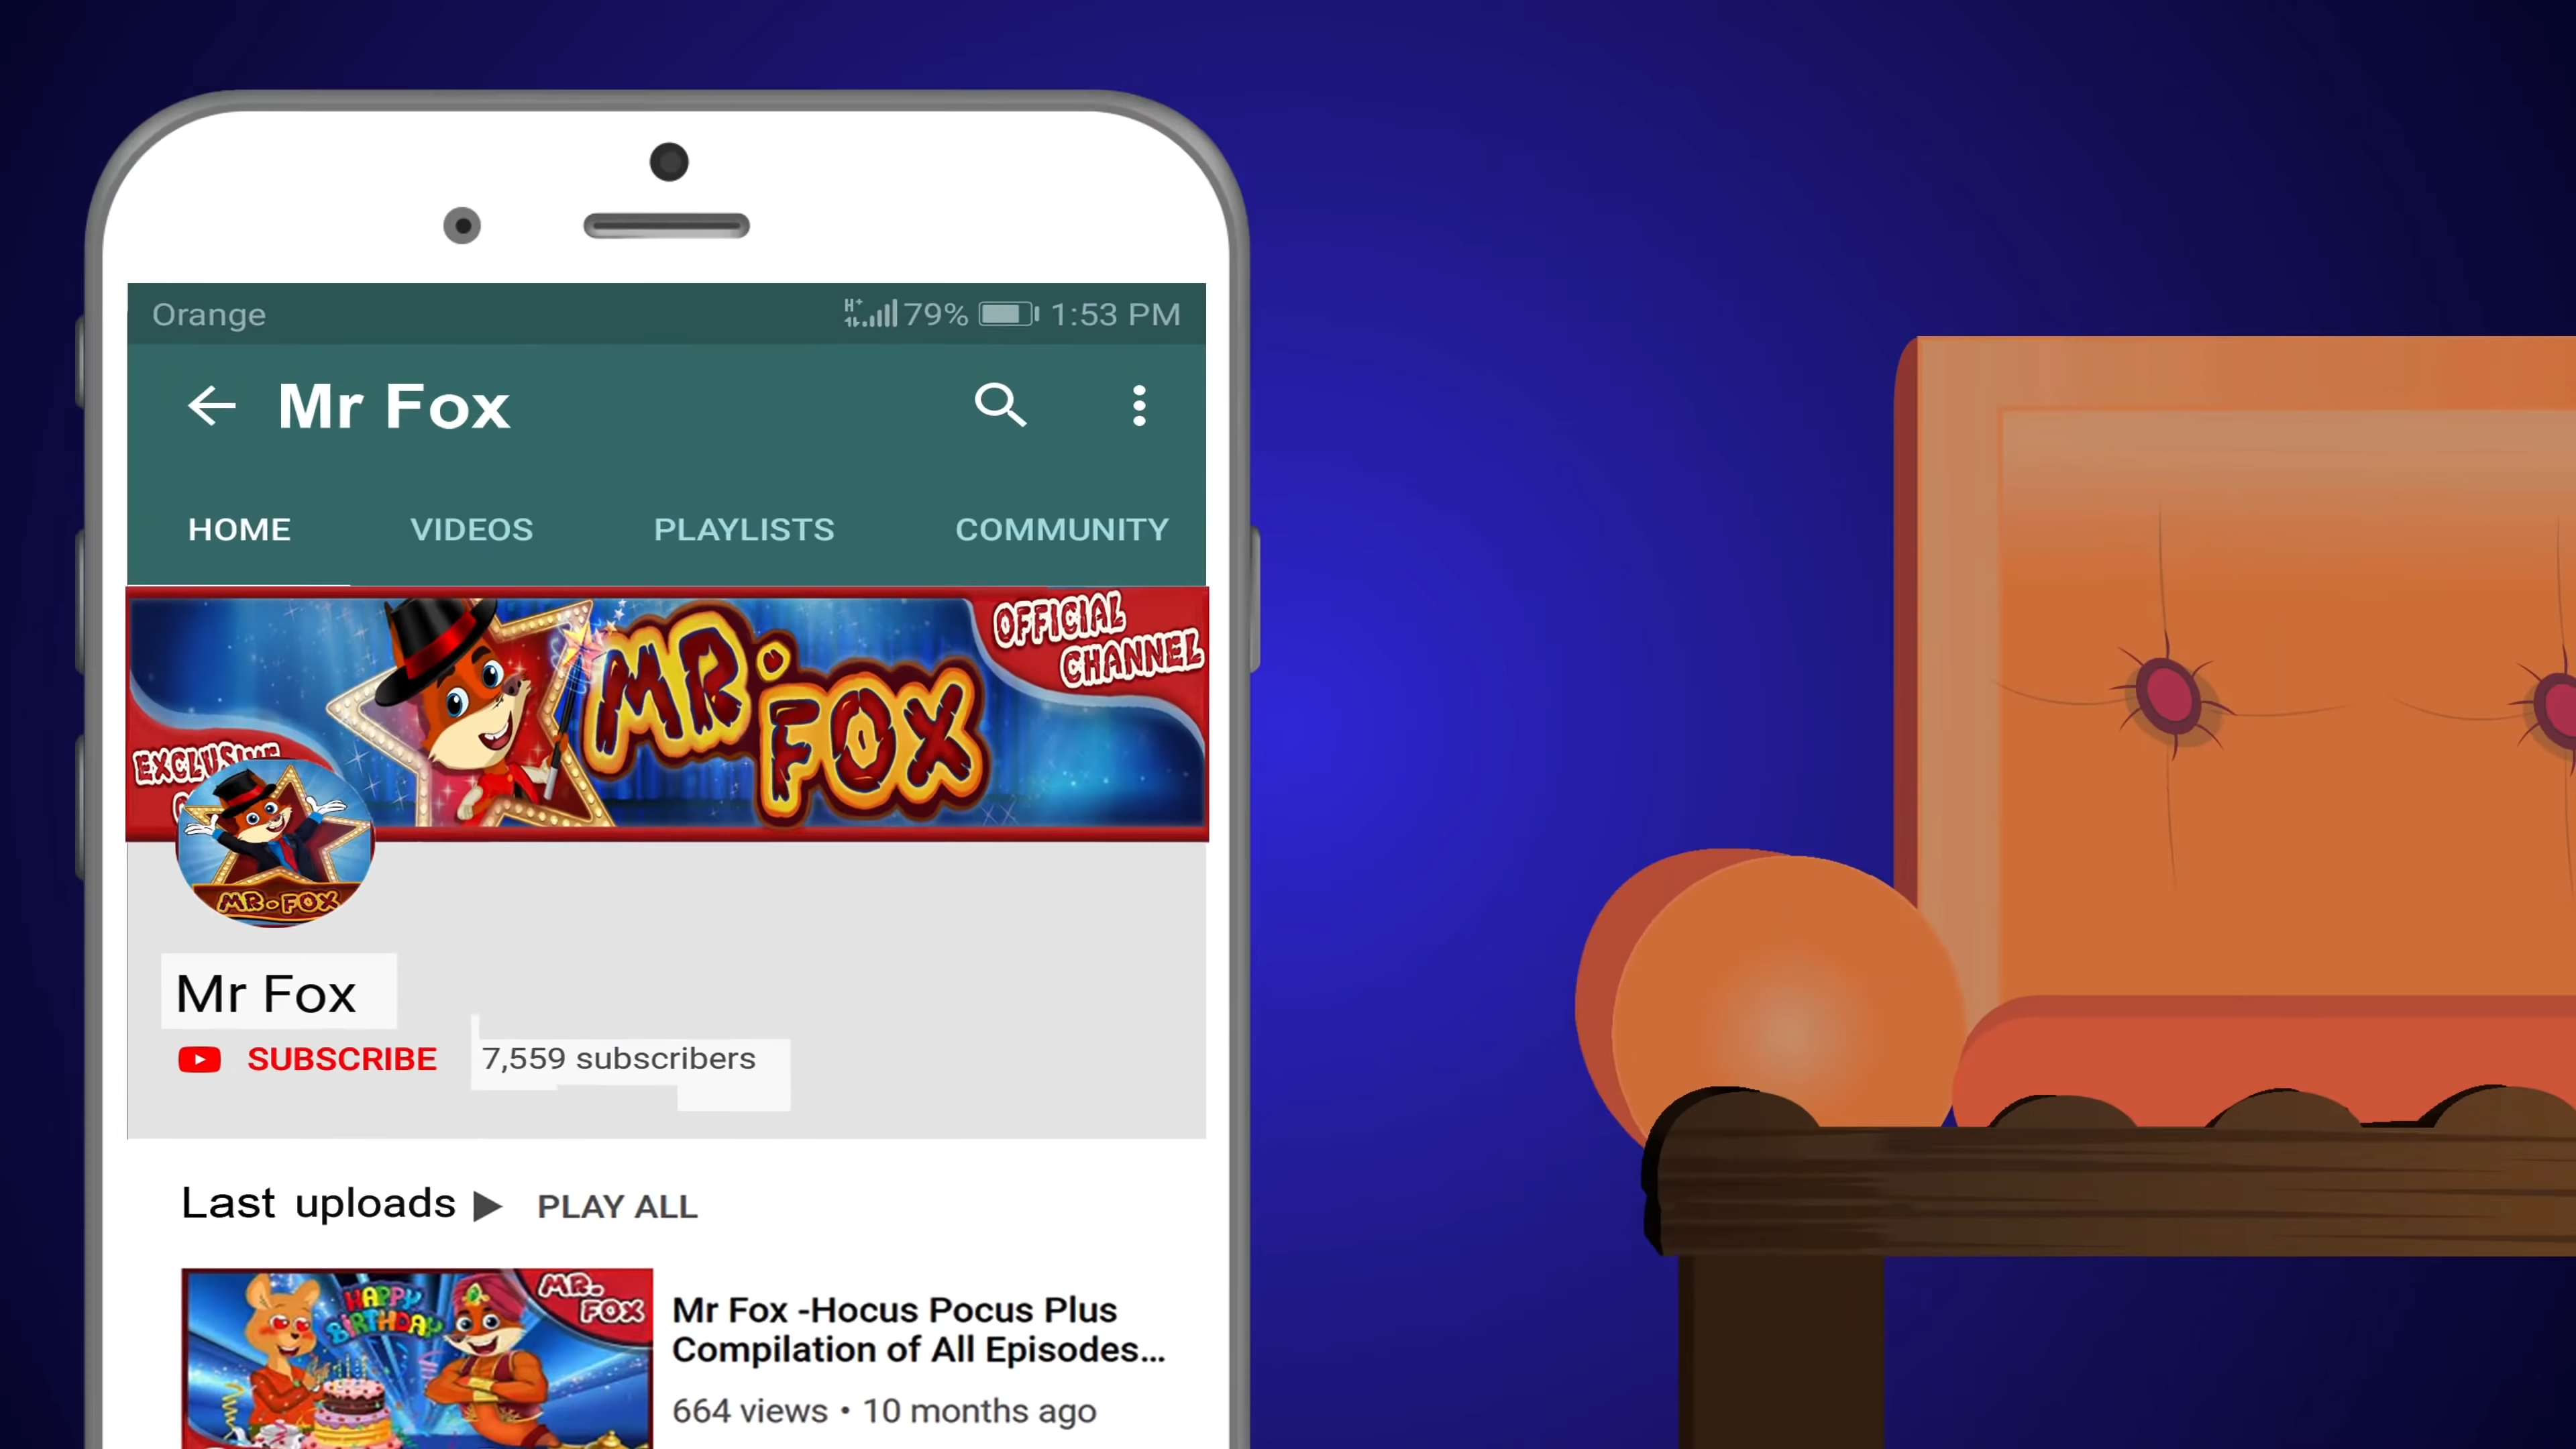 Orange
H+ 79% 1:53 PM
Mr Fox
HOME VIDEOS PLAYLISTS COMMUNITY
OFFICIAL
CHANNEL
MR.
FOX
EXCLUSIVE
MR.FOX
Mr Fox
SUBSCRIBE 7,559 subscribers
Last uploads PLAY ALL
MR.
FOX
HAPPY
BIRTHDAY
Mr Fox -Hocus Pocus Plus
Compilation of All Episodes...
664 views • 10 months ago